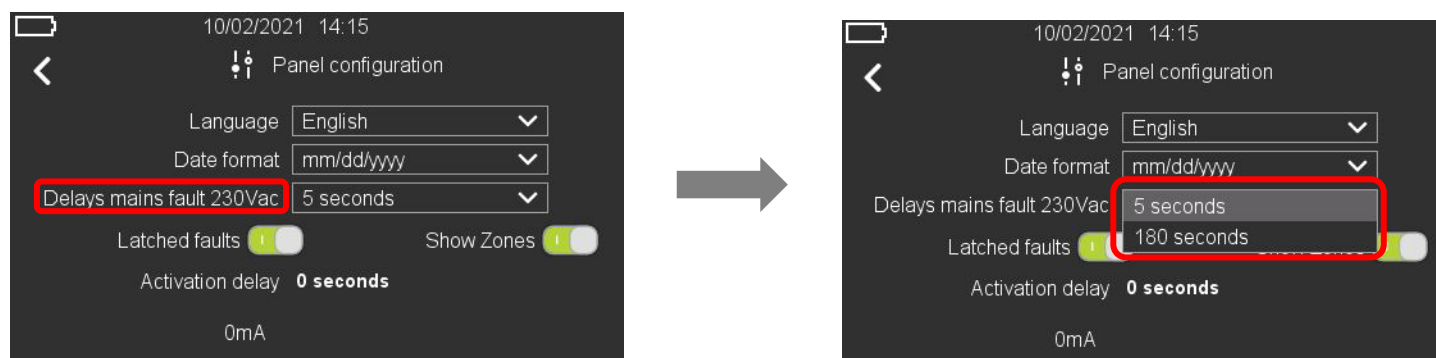 10/02/2021 14:15
Panel configuration
Language English
Date format mm/dd/yyyy
Delays mains fault 230Vac 5 seconds
Latched faults Show Zones
Activation delay 0 seconds
0mA
10/02/2021 14:15
Panel configuration
Language English
Date format mm/dd/yyyy
Delays mains fault 230Vac 5 seconds
180 seconds
Latched faults Show Zones
Activation delay 0 seconds
0mA